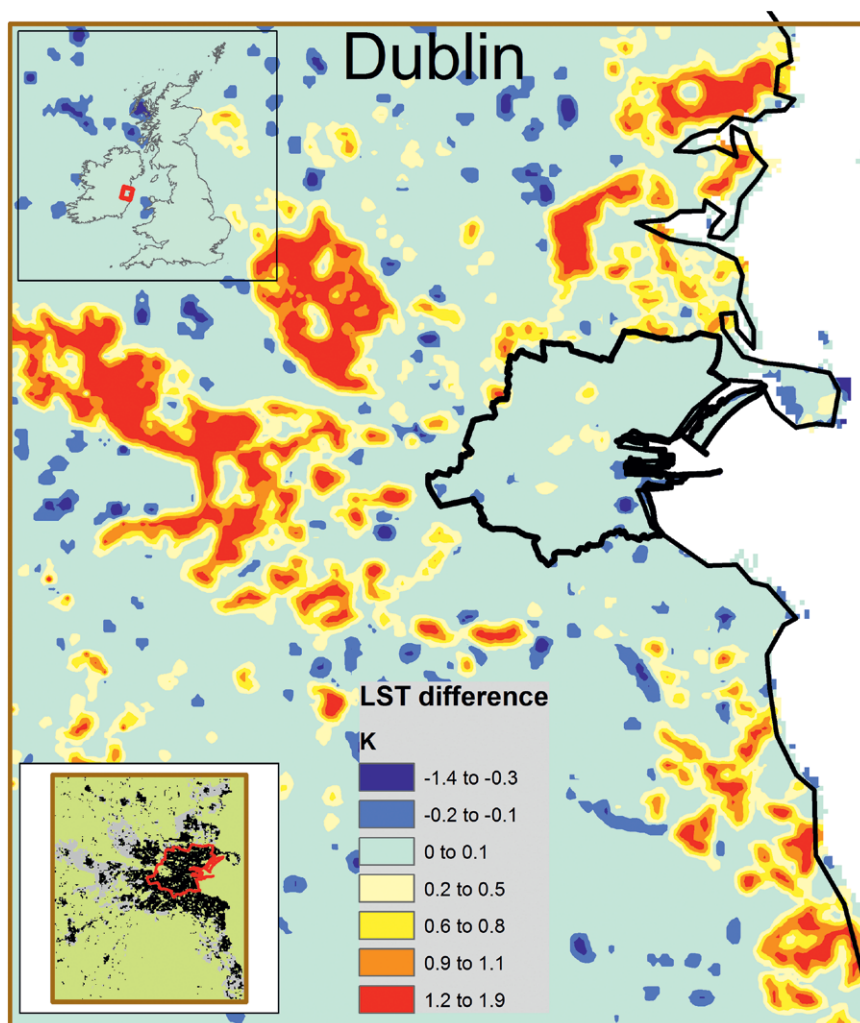 Dublin
LST difference
K
-1.4 to -0.3
-0.2 to -0.1
0 to 0.1
0.2 to 0.5
0.6 to 0.8
0.9 to 1.1
1.2 to 1.9